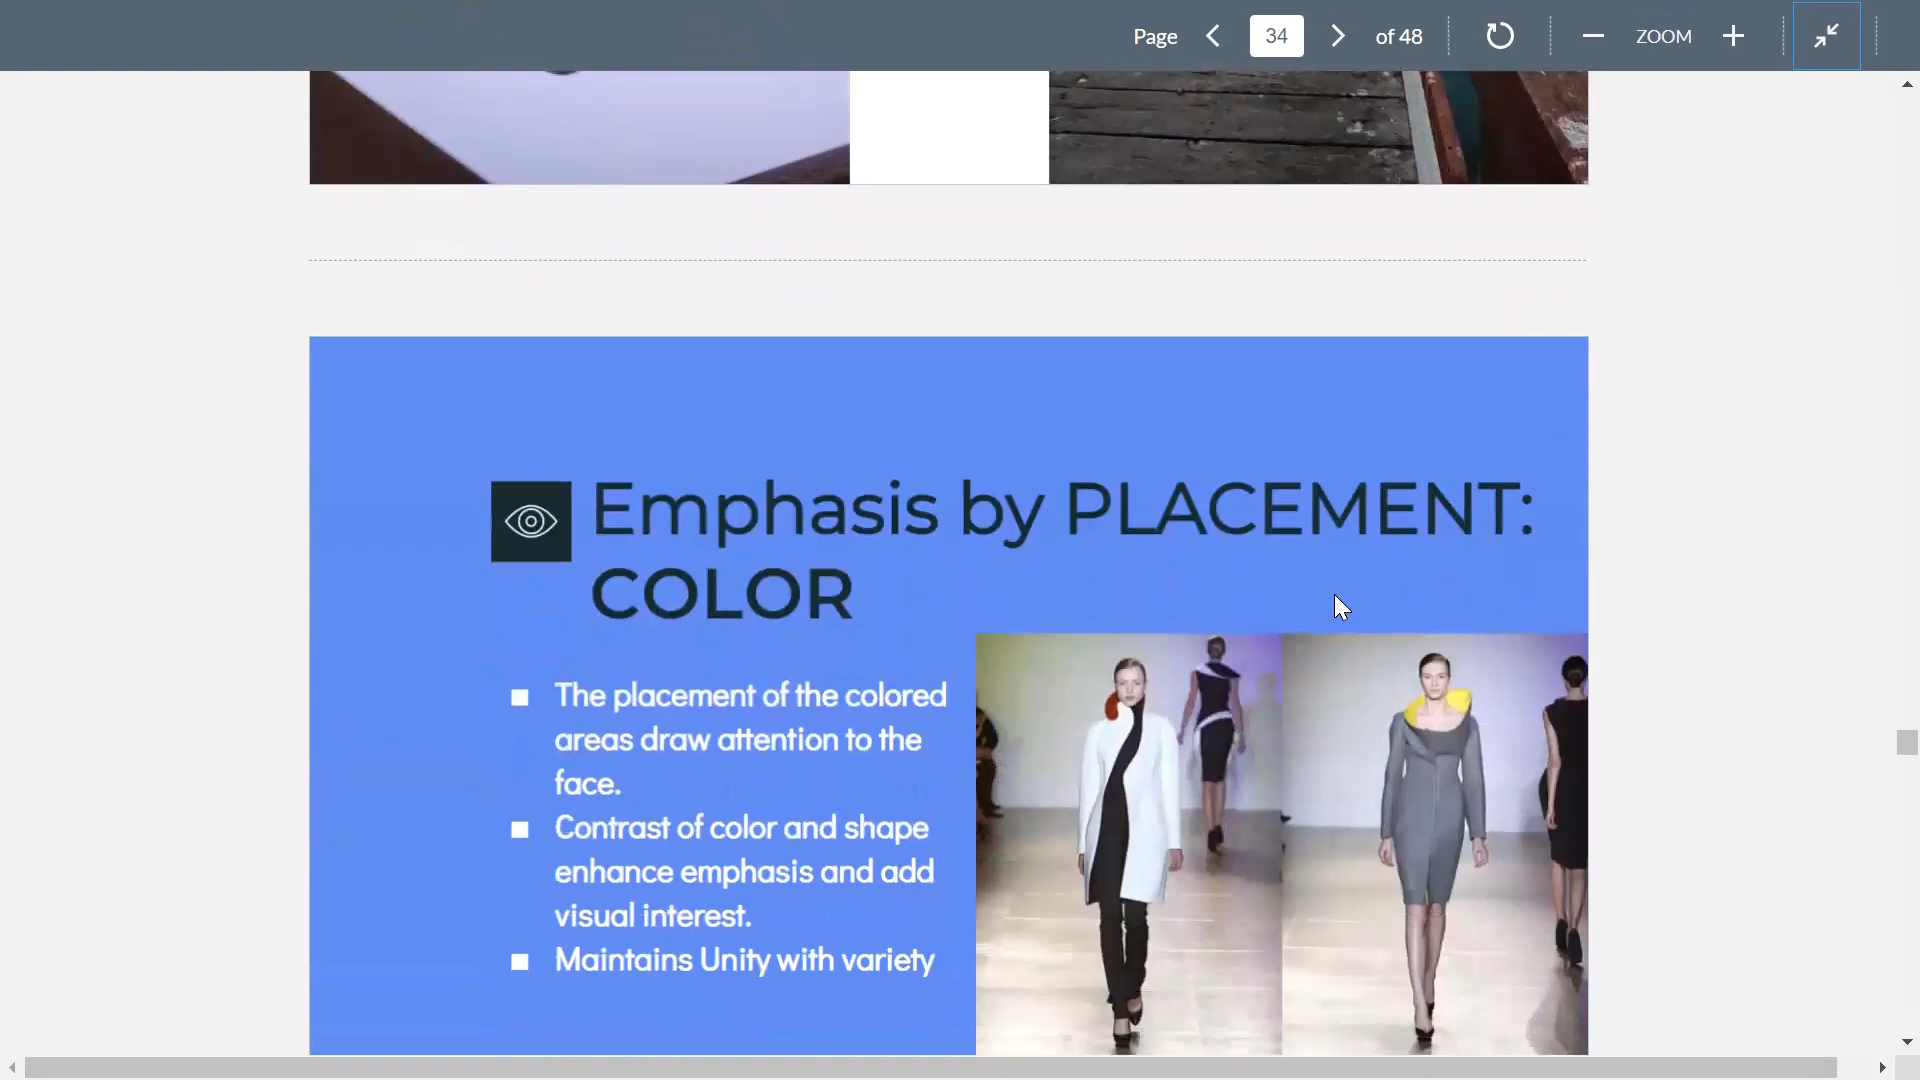 Page 34 of 48 ZOOM
Emphasis by PLACEMENT:
COLOR
The placement of the colored
areas draw attention to the
face.
Contrast of color and shape
enhance emphasis and add
visual interest.
Maintains Unity with variety